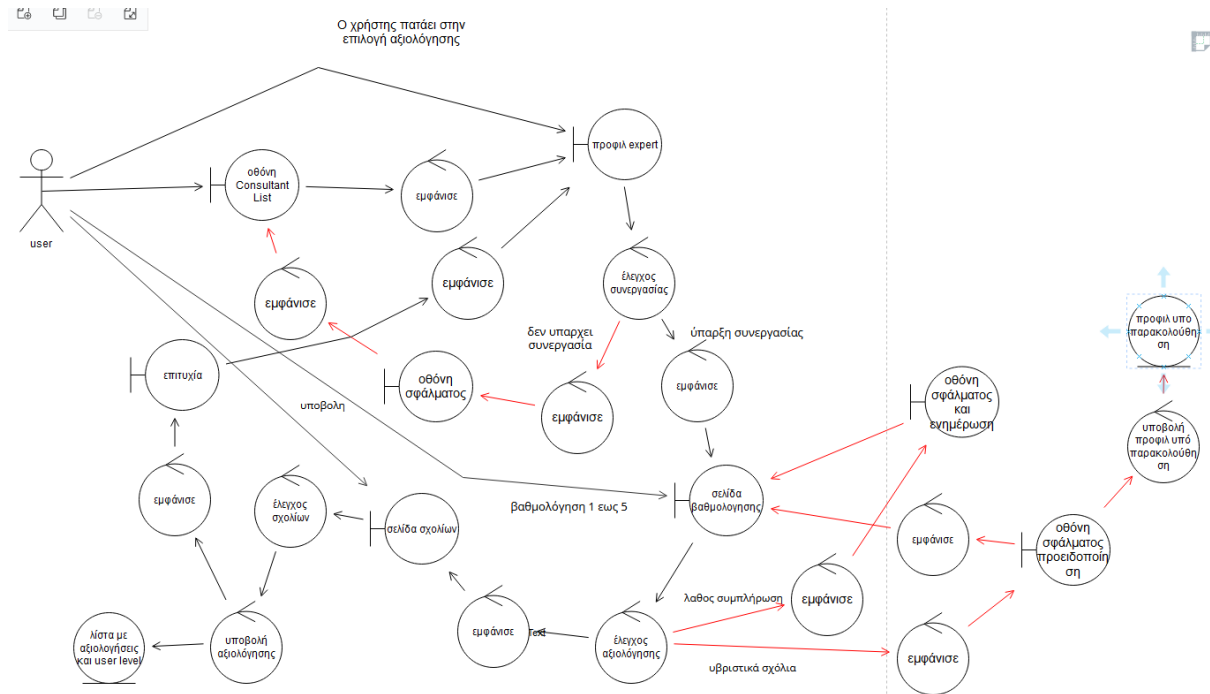 Ο χρήστης πατάει στην
επιλογή αξιολόγησης
προφιλ expert
οθόνη
Consultant
List
εμφάνισε
user
εμφάνισε
έλεγχος
συνεργασίας
εμφάνισε
δεν υπαρχει
συνεργασία
ύπαρξη συνεργασίας
προφιλ υπο
παρακολούθη
ση
επιτυχία
οθόνη
σφάλματος
εμφάνισε
εμφάνισε
οθόνη
σφάλματος
και
ενημέρωση
υποβολη
υποβολή
προφιλ υπό
παρακολούθη
ση
εμφάνισε
έλεγχος
σχολίων
σελίδα σχολίων
βαθμολόγηση 1 εως 5
σελίδα
βαθμολογησης
εμφάνισε
οθόνη
σφάλματος
προειδοποίη
ση
λαθος συμπλήρωση
εμφάνισε
λίστα με
αξιολογήσεις
και user level
υποβολή
αξιολόγησης
εμφάνισε
Text
έλεγχος
αξιολόγησης
υβριστικά σχόλια
εμφάνισε